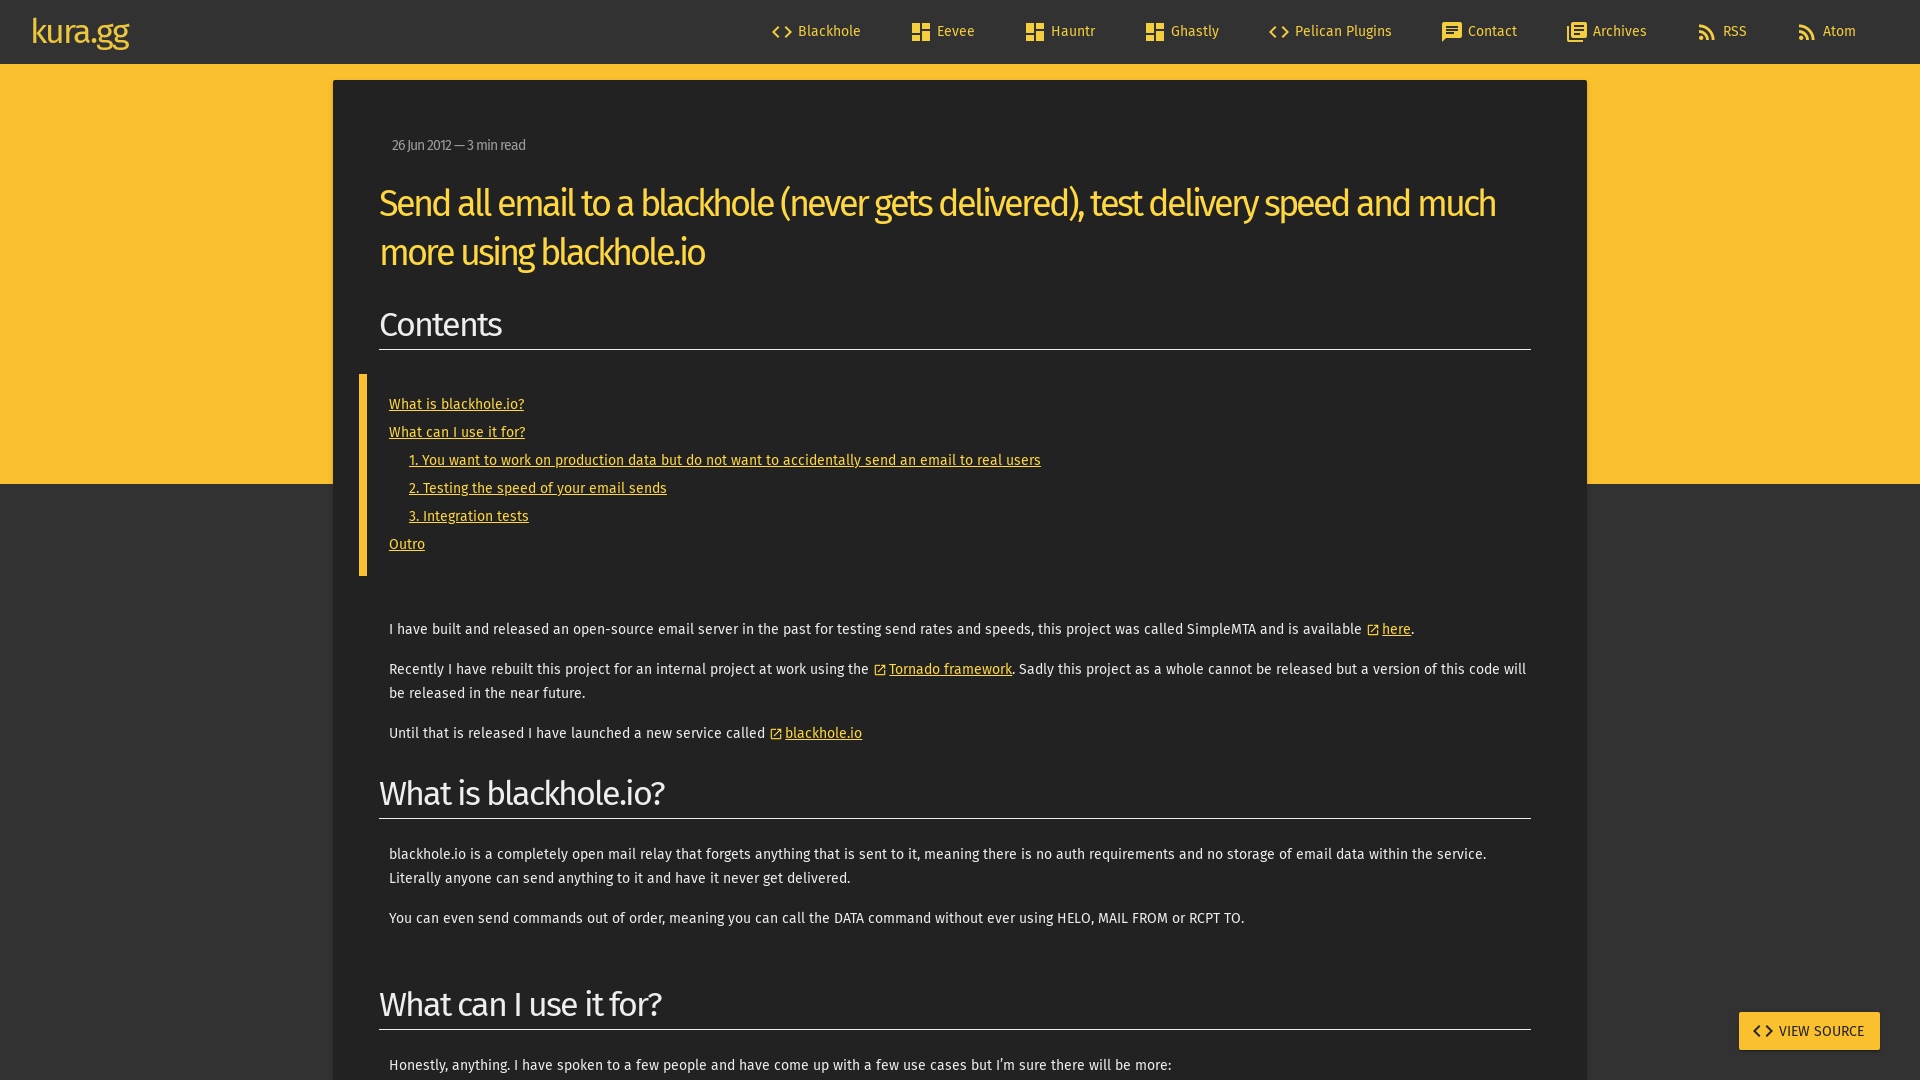 kura.gg
Blackhole
Eevee
Hauntr
Ghastly
Pelican Plugins
Contact
Archives
RSS
Atom
26 Jun 2012 — 3 min read
Send all email to a blackhole (never gets delivered), test delivery speed and much
more using blackhole.io
Contents
What is blackhole.io?
What can I use it for?
1. You want to work on production data but do not want to accidentally send an email to real users
2. Testing the speed of your email sends
3. Integration tests
Outro
I have built and released an open-source email server in the past for testing send rates and speeds, this project was called SimpleMTA and is available here.
Recently I have rebuilt this project for an internal project at work using the Tornado framework. Sadly this project as a whole cannot be released but a version of this code will
be released in the near future.
Until that is released I have launched a new service called blackhole.io
What is blackhole.io?
blackhole.io is a completely open mail relay that forgets anything that is sent to it, meaning there is no auth requirements and no storage of email data within the service.
Literally anyone can send anything to it and have it never get delivered.
You can even send commands out of order, meaning you can call the DATA command without ever using HELO, MAIL FROM or RCPT TO.
What can I use it for?
Honestly, anything. I have spoken to a few people and have come up with a few use cases but I’m sure there will be more:
VIEW SOURCE